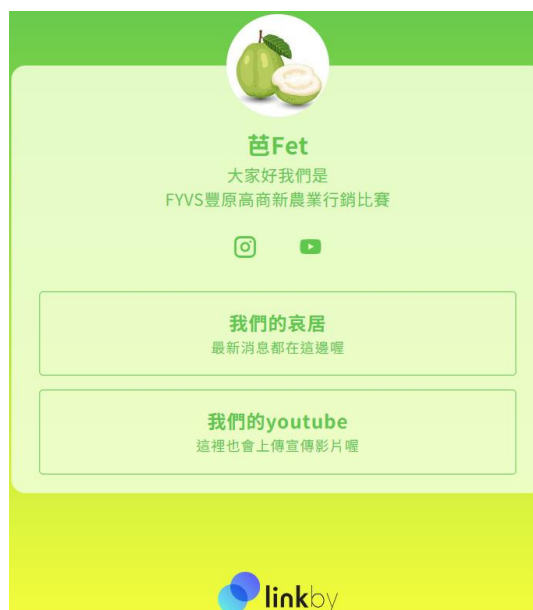 芭Fet
大家好我們是
FYVS豐原高商新農業行銷比賽
我們的哀居
最新消息都在這邊喔
我們的youtube
這裡也會上傳宣傳影片喔
linkby